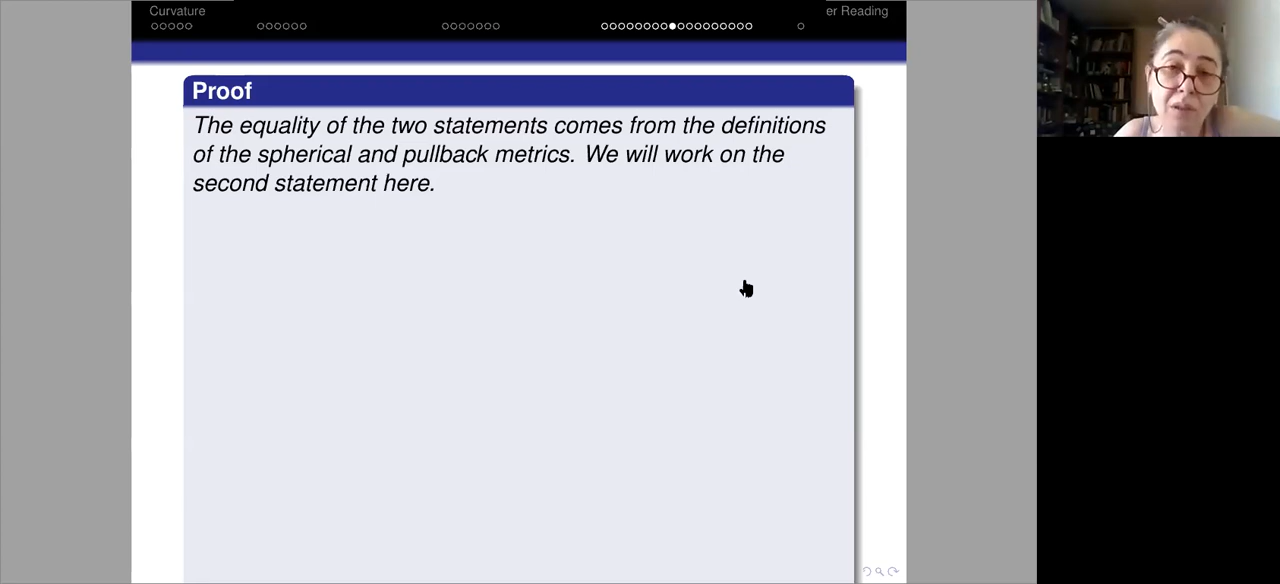 Curvature
er Reading
Proof
The equality of the two statements comes from the definitions
of the spherical and pullback metrics. We will work on the
second statement here.